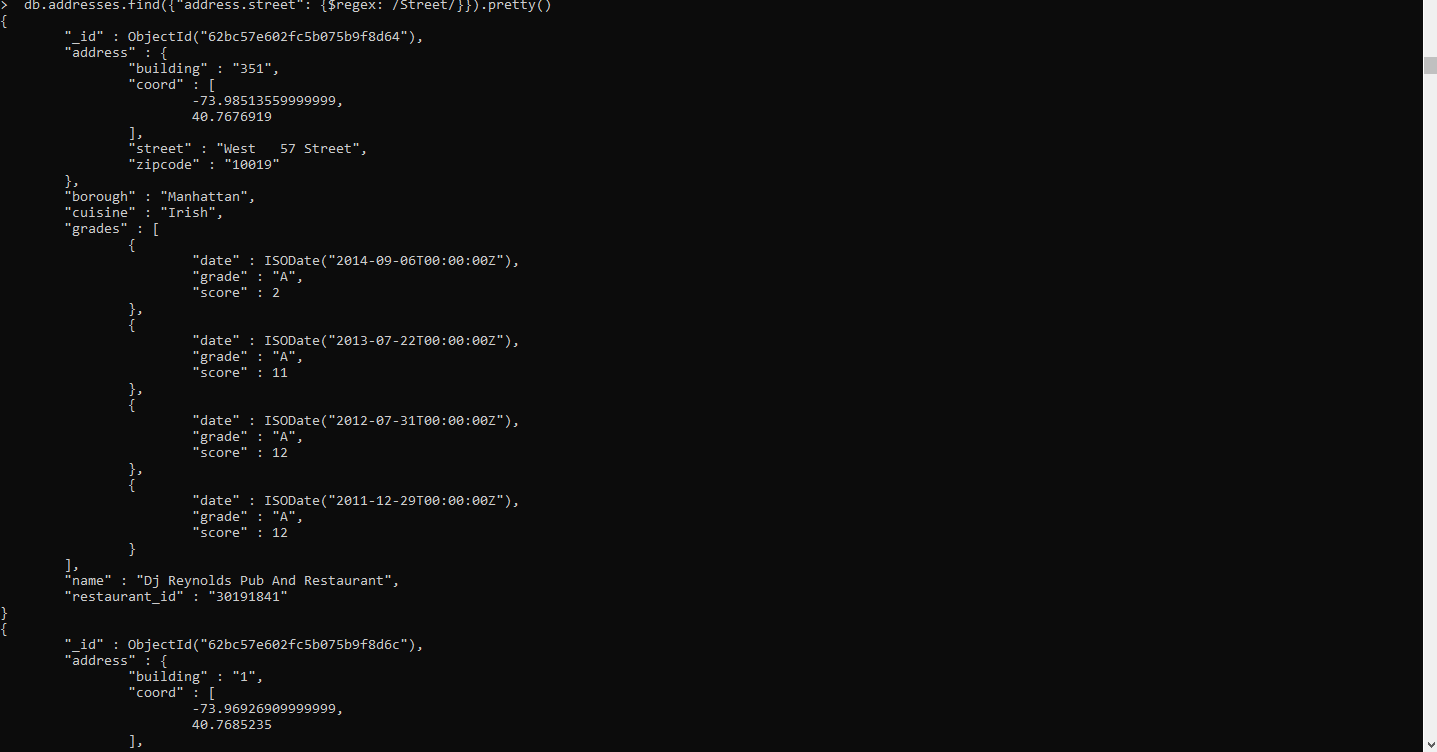 >  db.addresses.find({"address.street": {$regex: /Street/}}).pretty()
{
        "_id" : ObjectId("62bc57e602fc5b075b9f8d64"),
        "address" : {
                "building" : "351",
                "coord" : [
                        -73.98513559999999,
                        40.7676919
                ],
                "street" : "West   57 Street",
                "zipcode" : "10019"
        },
        "borough" : "Manhattan",
        "cuisine" : "Irish",
        "grades" : [
                {
                        "date" : ISODate("2014-09-06T00:00:00Z"),
                        "grade" : "A",
                        "score" : 2
                },
                {
                        "date" : ISODate("2013-07-22T00:00:00Z"),
                        "grade" : "A",
                        "score" : 11
                },
                {
                        "date" : ISODate("2012-07-31T00:00:00Z"),
                        "grade" : "A",
                        "score" : 12
                },
                {
                        "date" : ISODate("2011-12-29T00:00:00Z"),
                        "grade" : "A",
                        "score" : 12
                }
        ],
        "name" : "Dj Reynolds Pub And Restaurant",
        "restaurant_id" : "30191841"
}
{
        "_id" : ObjectId("62bc57e602fc5b075b9f8d6c"),
        "address" : {
                "building" : "1",
                "coord" : [
                        -73.96926909999999,
                        40.7685235
                ],